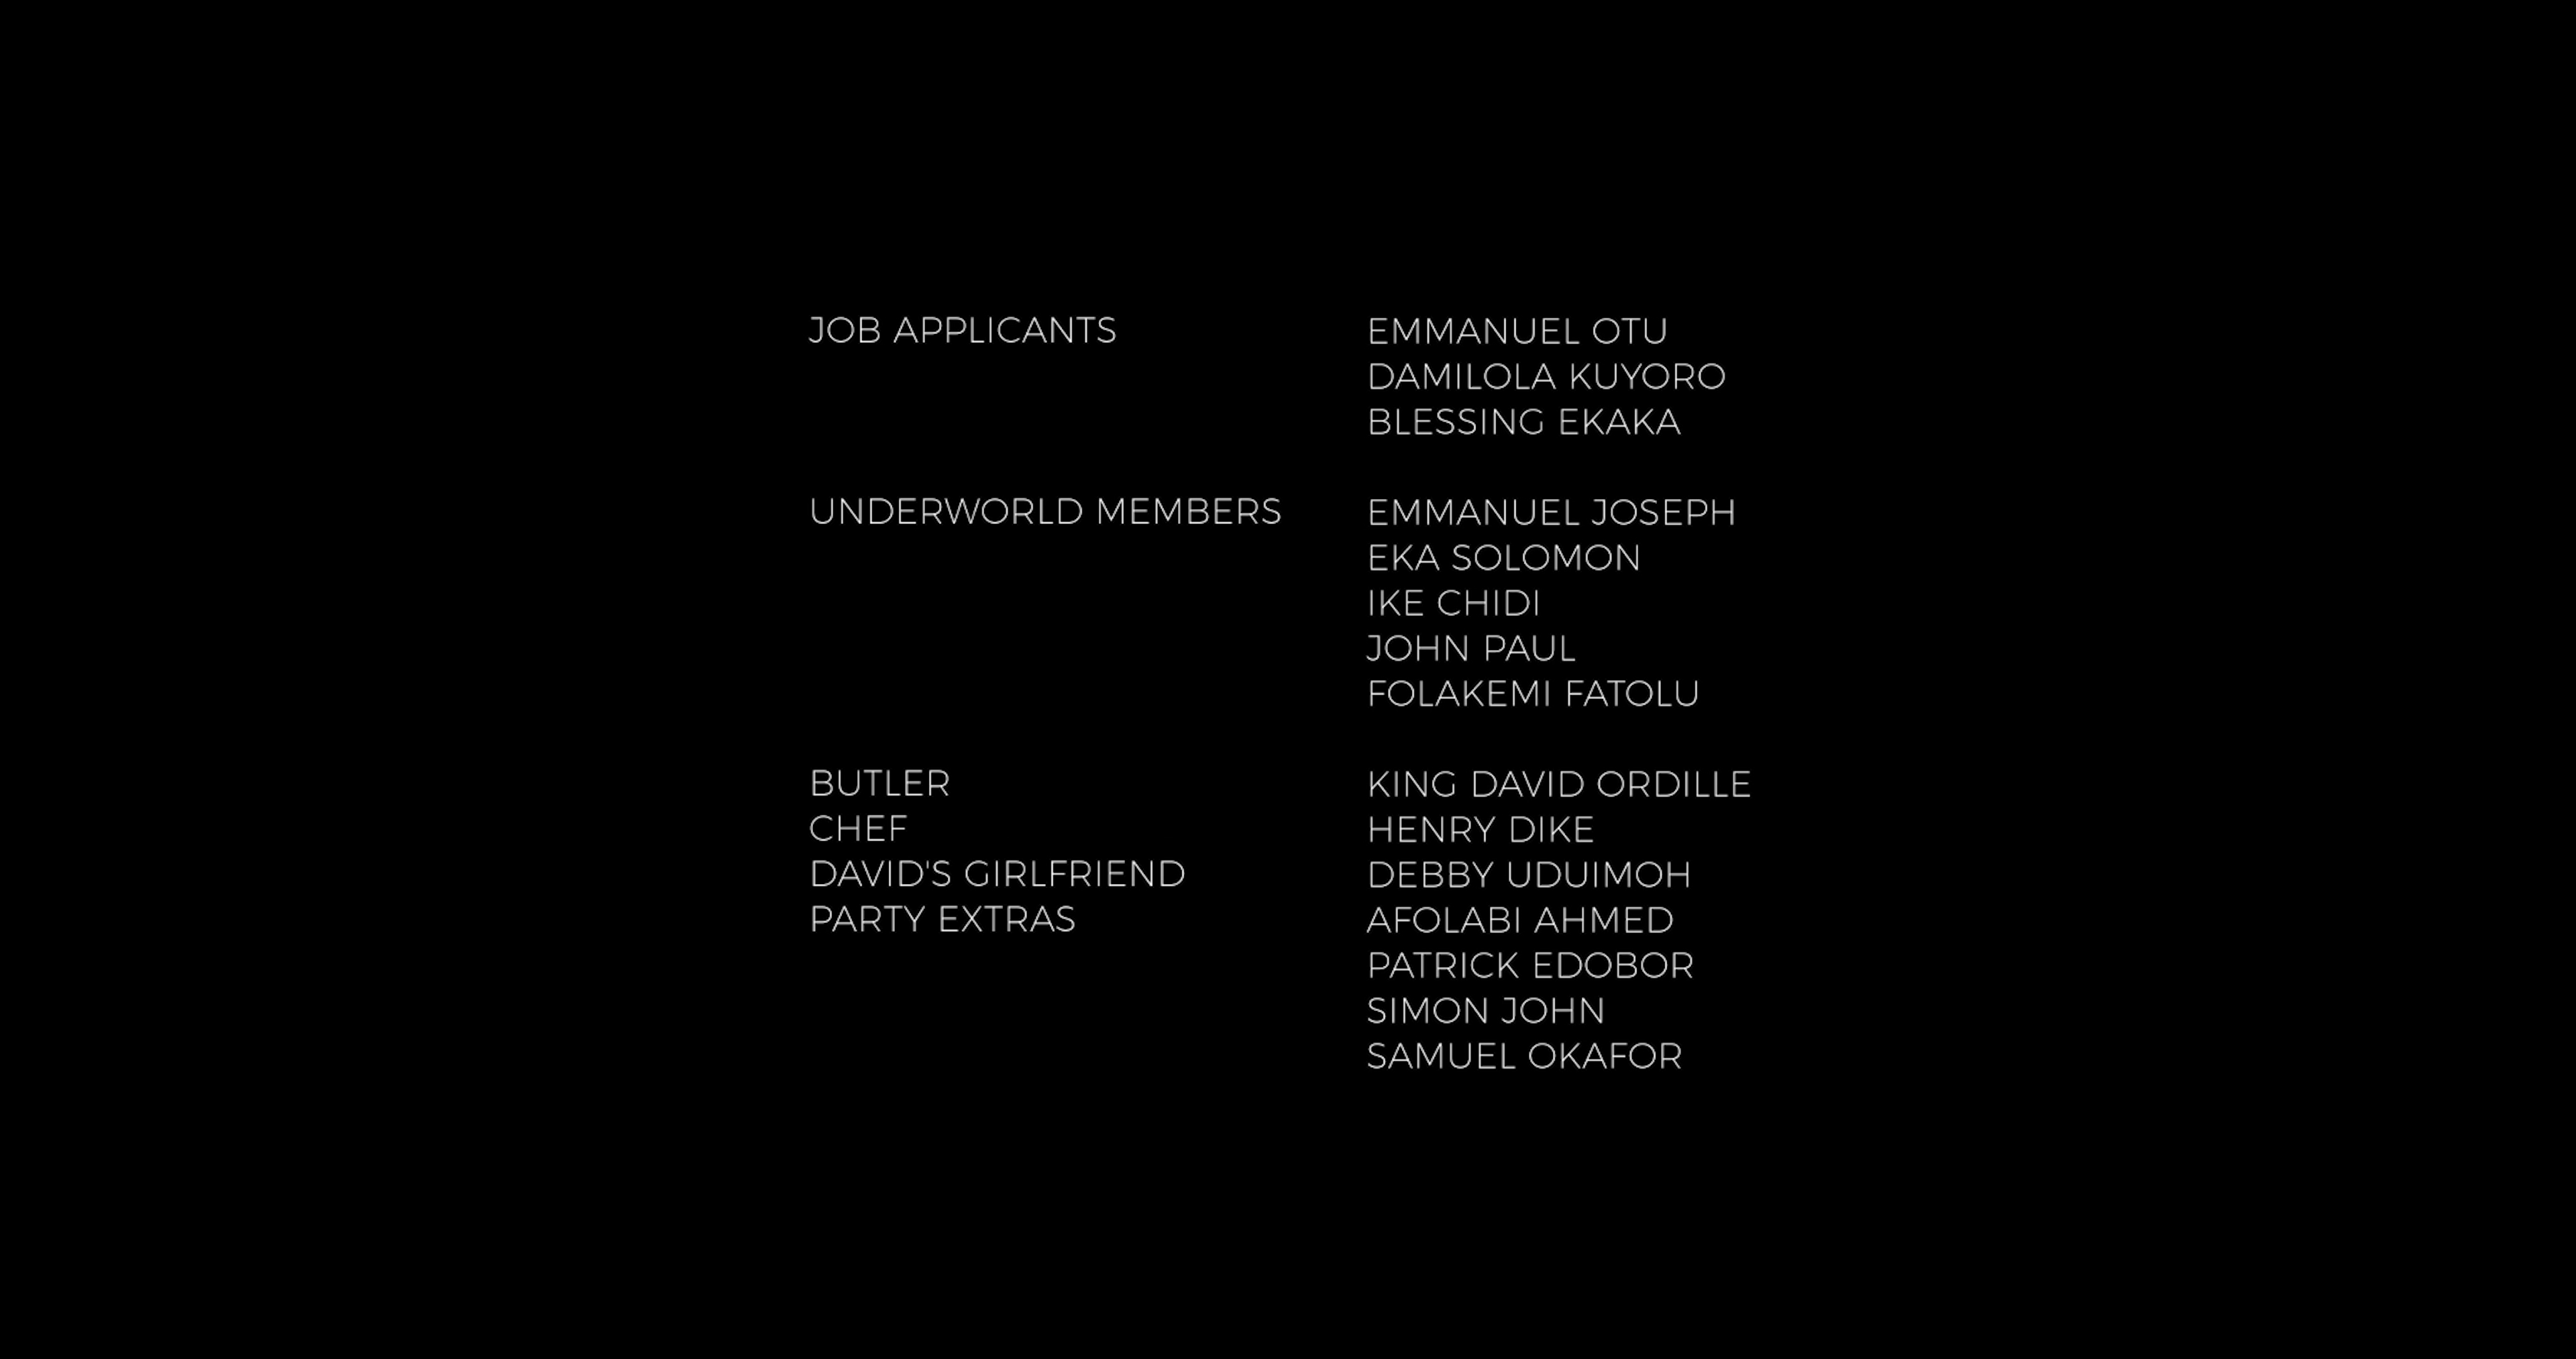 JOB APPLICANTS EMMANUEL OTU
DAMILOLA KUYORO
BLESSING EKAKA
UNDERWORLD MEMBERS EMMANUEL JOSEPH
EKA SOLOMON
IKE CHIDI
JOHN PAUL
FOLAKEMI FATOLU
BUTLER KING DAVID ORDILLE
CHEF HENRY DIKE
DAVID'S GIRLFRIEND DEBBY UDUIMOH
PARTY EXTRAS AFOLABI AHMED
PATRICK EDOBOR
SIMON JOHN
SAMUEL OKAFOR